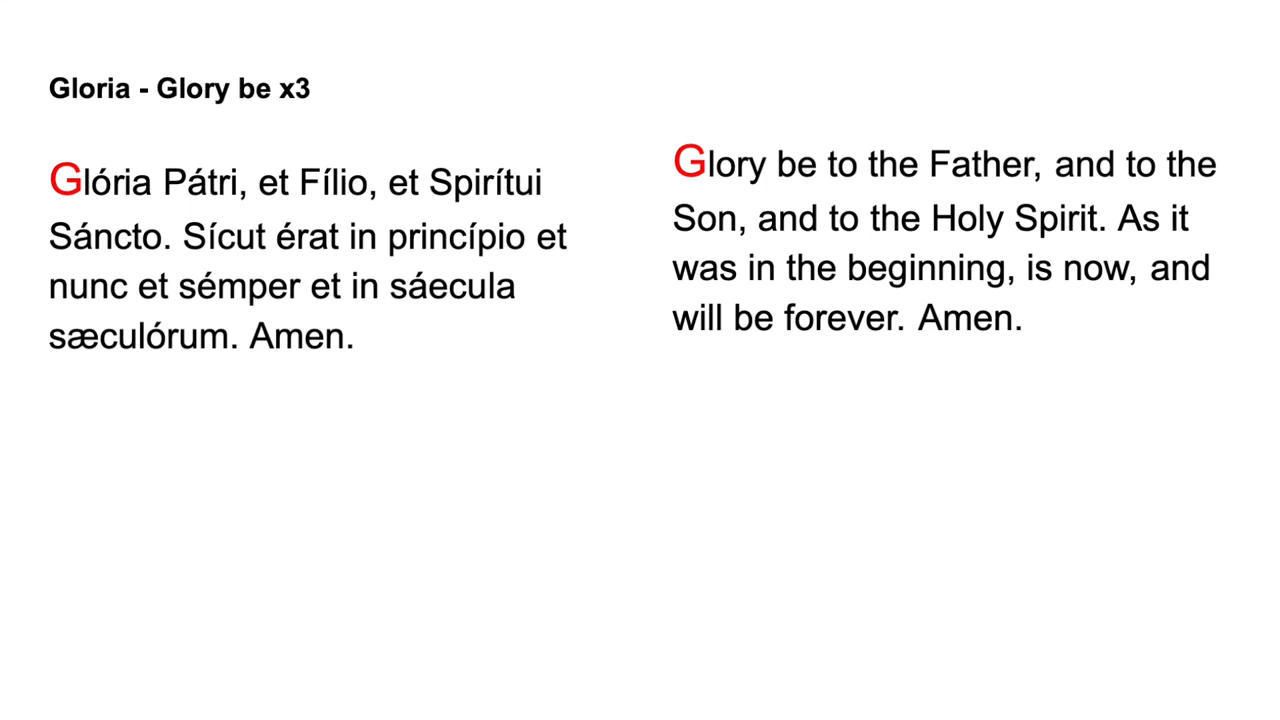 Gloria - Glory be x3
Glória Pátri, et Fílio, et Spirítui
Sáncto. Sícut érat in princípio et
nunc et sémper et in sáecula
sæculórum. Amen.
Glory be to the Father, and to the
Son, and to the Holy Spirit. As it
was in the beginning, is now, and
will be forever. Amen.